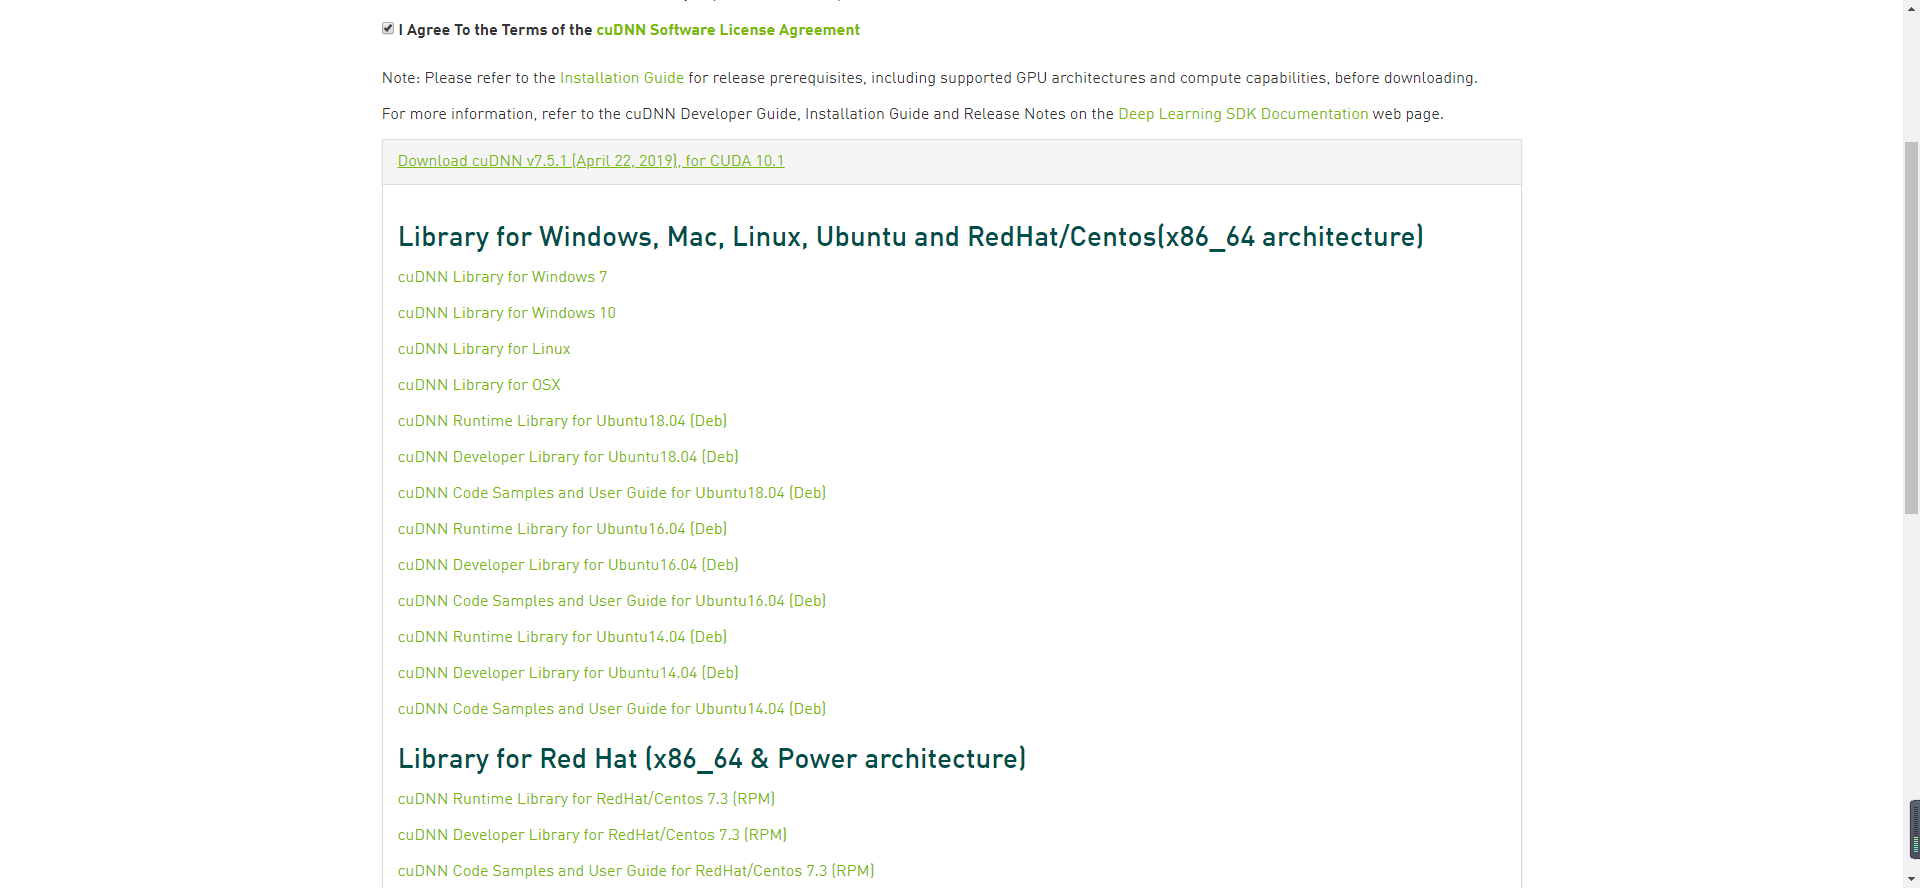 I Agree To the Terms of the cuDNN Software License Agreement
Note: Please refer to the Installation Guide for release prerequisites, including supported GPU architectures and compute capabilities, before downloading.
For more information, refer to the cuDNN Developer Guide, Installation Guide and Release Notes on the Deep Learning SDK Documentation web page.
Download cuDNN v7.5.1 (April 22, 2019), for CUDA 10.1
Library for Windows, Mac, Linux, Ubuntu and RedHat/Centos(x86_64 architecture)
cuDNN Library for Windows 7
cuDNN Library for Windows 10
cuDNN Library for Linux
cuDNN Library for OSX
cuDNN Runtime Library for Ubuntu18.04 (Deb)
cuDNN Developer Library for Ubuntu18.04 (Deb)
cuDNN Code Samples and User Guide for Ubuntu18.04 (Deb)
cuDNN Runtime Library for Ubuntu16.04 (Deb)
cuDNN Developer Library for Ubuntu16.04 (Deb)
cuDNN Code Samples and User Guide for Ubuntu16.04 (Deb)
cuDNN Runtime Library for Ubuntu14.04 (Deb)
cuDNN Developer Library for Ubuntu14.04 (Deb)
cuDNN Code Samples and User Guide for Ubuntu14.04 (Deb)
Library for Red Hat (x86_64 & Power architecture)
cuDNN Runtime Library for RedHat/Centos 7.3 (RPM)
cuDNN Developer Library for RedHat/Centos 7.3 (RPM)
cuDNN Code Samples and User Guide for RedHat/Centos 7.3 (RPM)